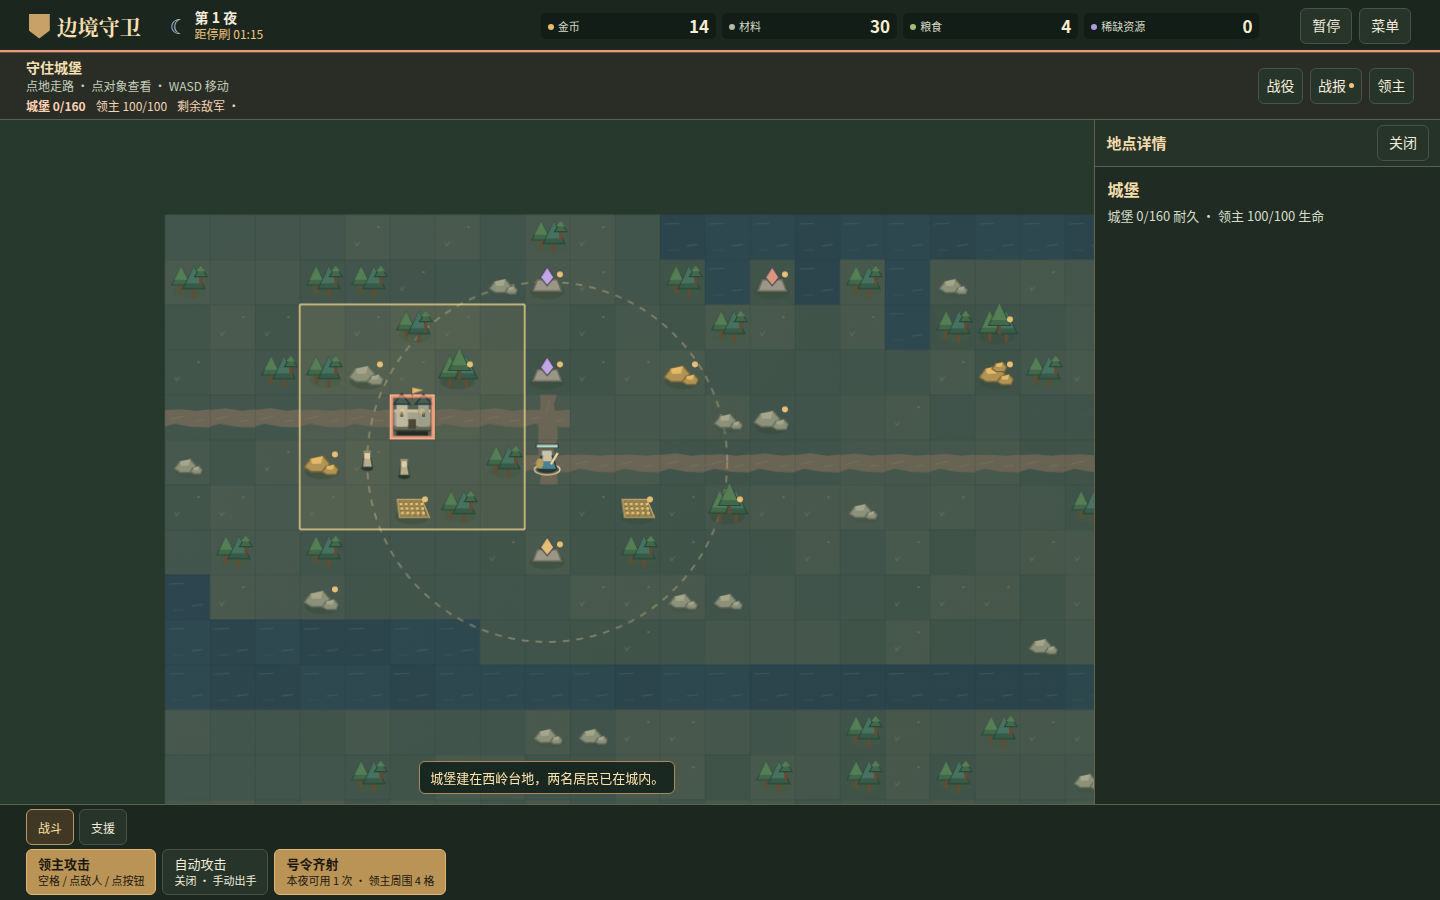 边境守卫
第 1 夜
距停刷 01:15
金币 14
材料 30
粮食 4
稀缺资源 0
暂停
菜单
守住城堡
点地走路 · 点对象查看 · WASD 移动
城堡 0/160 领主 100/100 剩余敌军 ·
战役
战报
领主
地点详情
关闭
城堡
城堡 0/160 耐久 · 领主 100/100 生命
城堡建在西岭台地，两名居民已在城内。
战斗
支援
领主攻击
空格 / 点敌人 / 点按钮
自动攻击
关闭 · 手动出手
号令齐射
本夜可用 1 次 · 领主周围 4 格